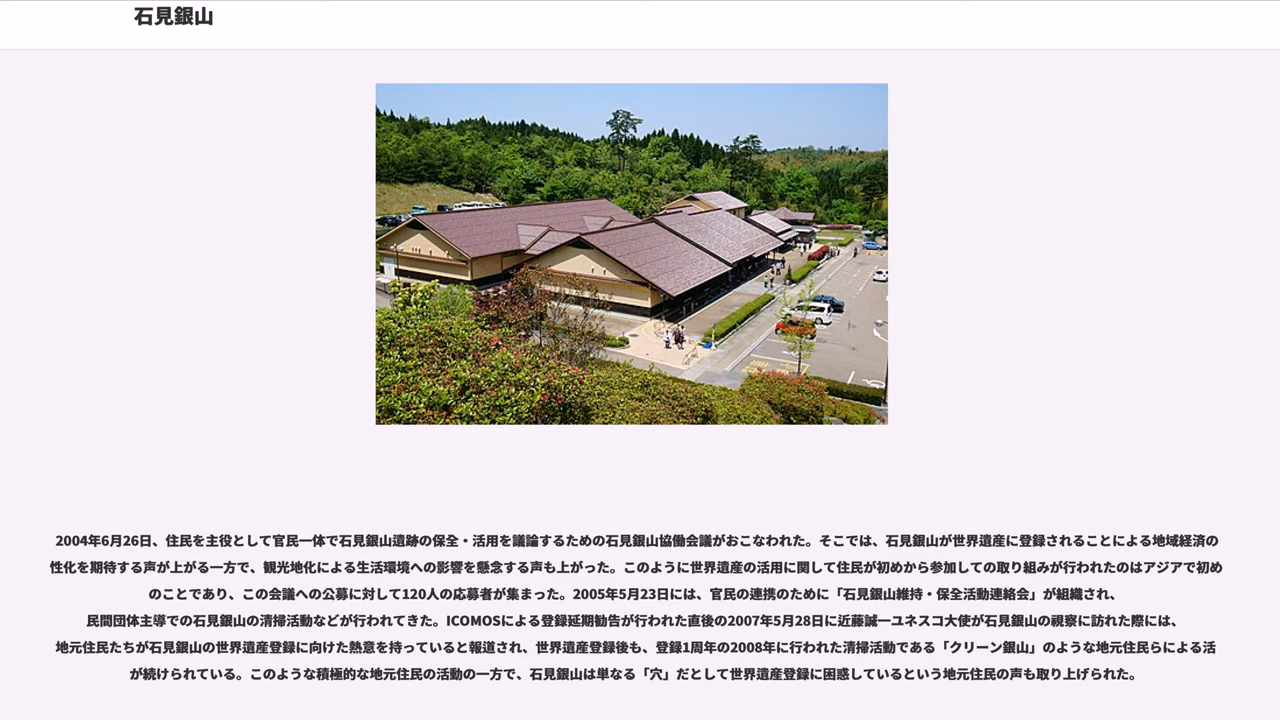 石見銀山
2004年6月26日、住民を主役として官民一体で石見銀山遺跡の保全・活用を議論するための石見銀山協働会議がおこなわれた。そこでは、石見銀山が世界遺産に登録されることによる地域経済の
性化を期待する声が上がる一方で、観光地化による生活環境への影響を懸念する声も上がった。このように世界遺産の活用に関して住民が初めから参加しての取り組みが行われたのはアジアで初め
のことであり、この会議への公募に対して120人の応募者が集まった。2005年5月23日には、官民の連携のために「石見銀山維持・保全活動連絡会」が組織され、
民間団体主導での石見銀山の清掃活動などが行われてきた。ICOMOSによる登録延期勧告が行われた直後の2007年5月28日に近藤誠一ユネスコ大使が石見銀山の視察に訪れた際には、
地元住民たちが石見銀山の世界遺産登録に向けた熱意を持っていると報道され、世界遺産登録後も、登録1周年の2008年に行われた清掃活動である「クリーン銀山」のような地元住民らによる活
が続けられている。このような積極的な地元住民の活動の一方で、石見銀山は単なる「穴」だとして世界遺産登録に困惑しているという地元住民の声も取り上げられた。